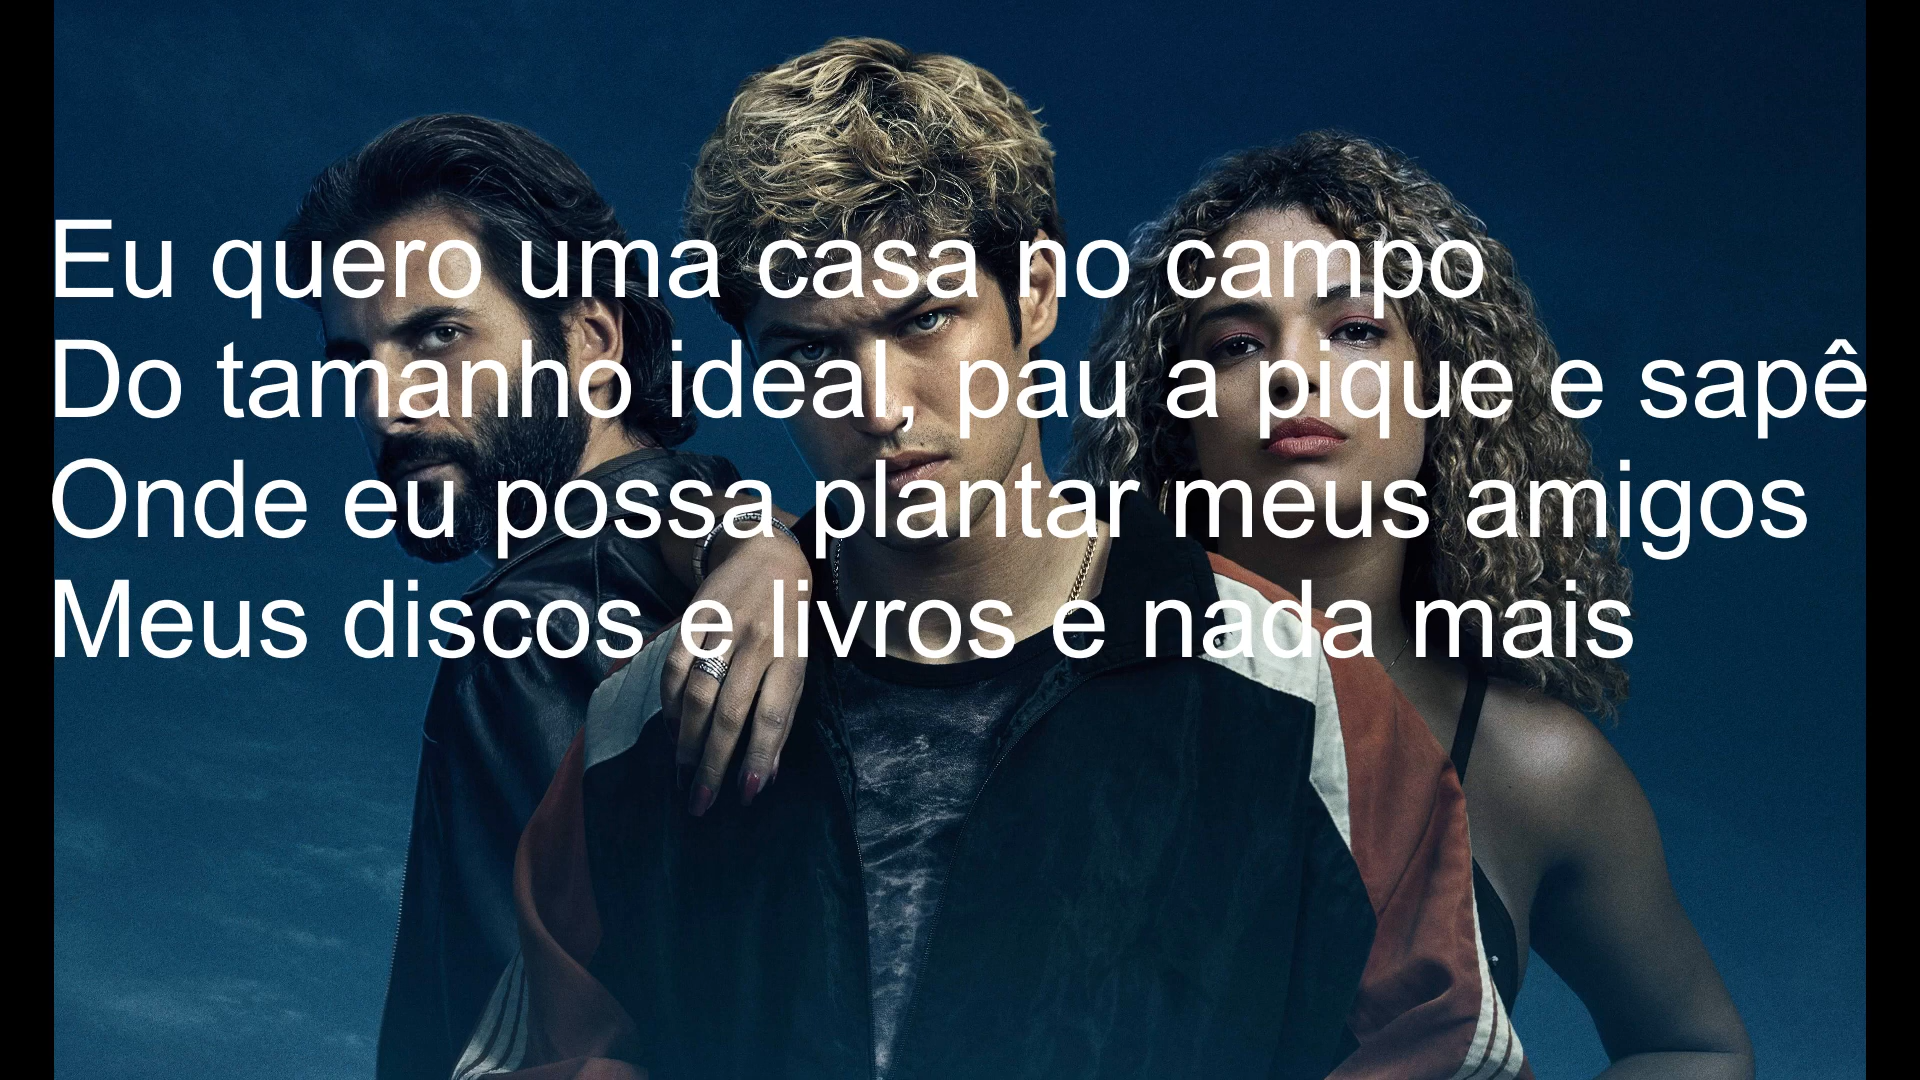 Eu quero uma casa no campo
Do tamanho ideal, pau a pique e sapê
Onde eu possa plantar meus amigos
Meus discos e livros e nada mais